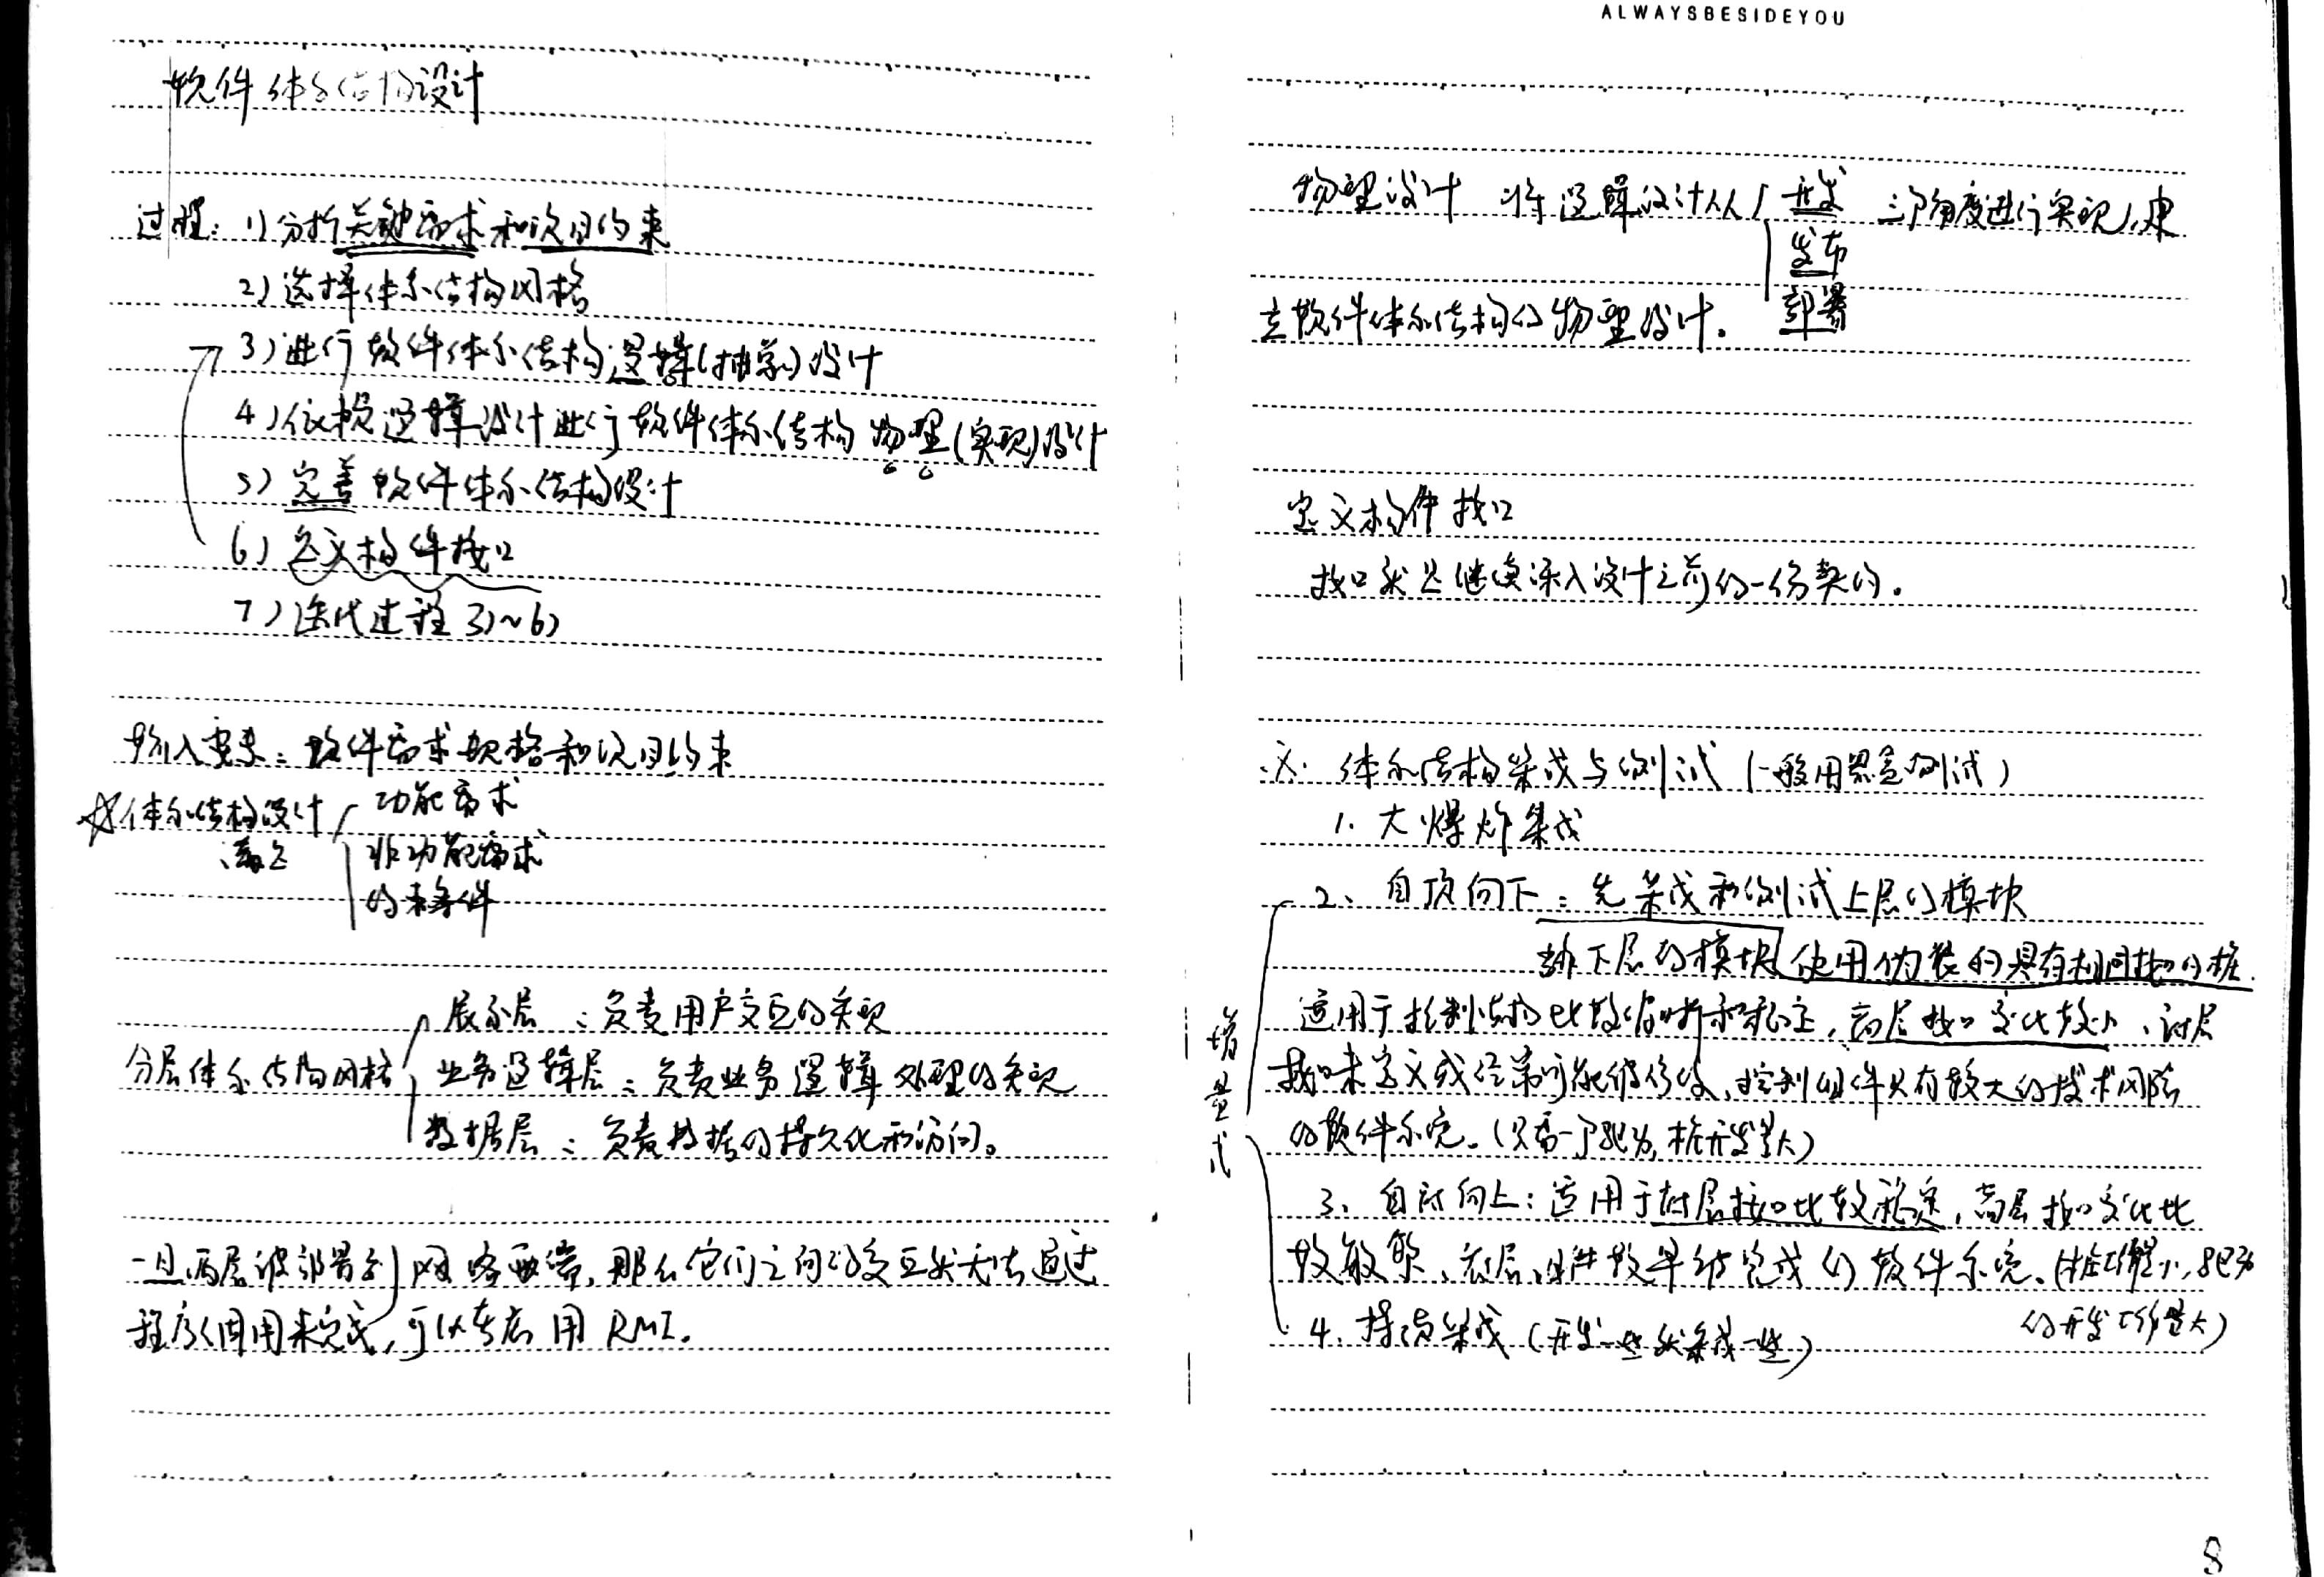 软件体系结构设计
过程：1）分析关键需求和项目约束
2）选择体系结构风格
3）进行软件体系结构逻辑（抽象）设计
4）依赖逻辑设计进行软件体系结构物理（实现）设计
5）完善软件体系结构设计
6）定义构件接口
7）迭代过程 3）~6）
输入要素：软件需求规格和项目约束
☆体系结构设计
功能需求
非功能需求
约束条件
展示层：负责用户交互的实现
分层体系结构风格
业务逻辑层：负责业务逻辑处理的实现
数据层：负责数据的持久化和访问。
一旦两层被部署到网络两端，那么它们之间的交互就无法通过
程序调用来完成，可以考虑用 RMI。
ALWAYSBESIDEYOU
物理设计 将逻辑设计从 开发 三个角度进行实现，建
发布
部署
立软件体系结构的物理设计。
定义构件接口
接口就是继续深入设计之前的一份契约。
体系结构集成与测试（一般用黑盒测试）
1. 大爆炸集成
2、自顶向下：先集成和测试上层的模块
下层的模块使用伪装的具有相同接口的桩.
适用于控制结构比较清晰和稳定，高层接口变化较小、底层
接口未定义或经常可能被修改、控制组件具有较大的技术风险
的软件系统。（只需一个驱动，桩开发量大）
增量式
3、自底向上：适用于底层接口比较稳定，高层接口变化比
较频繁、底层组件较早被完成的软件系统。（桩工作量小，驱动
的开发工作量大）
4、持续集成（开发一些就集成一些）
8